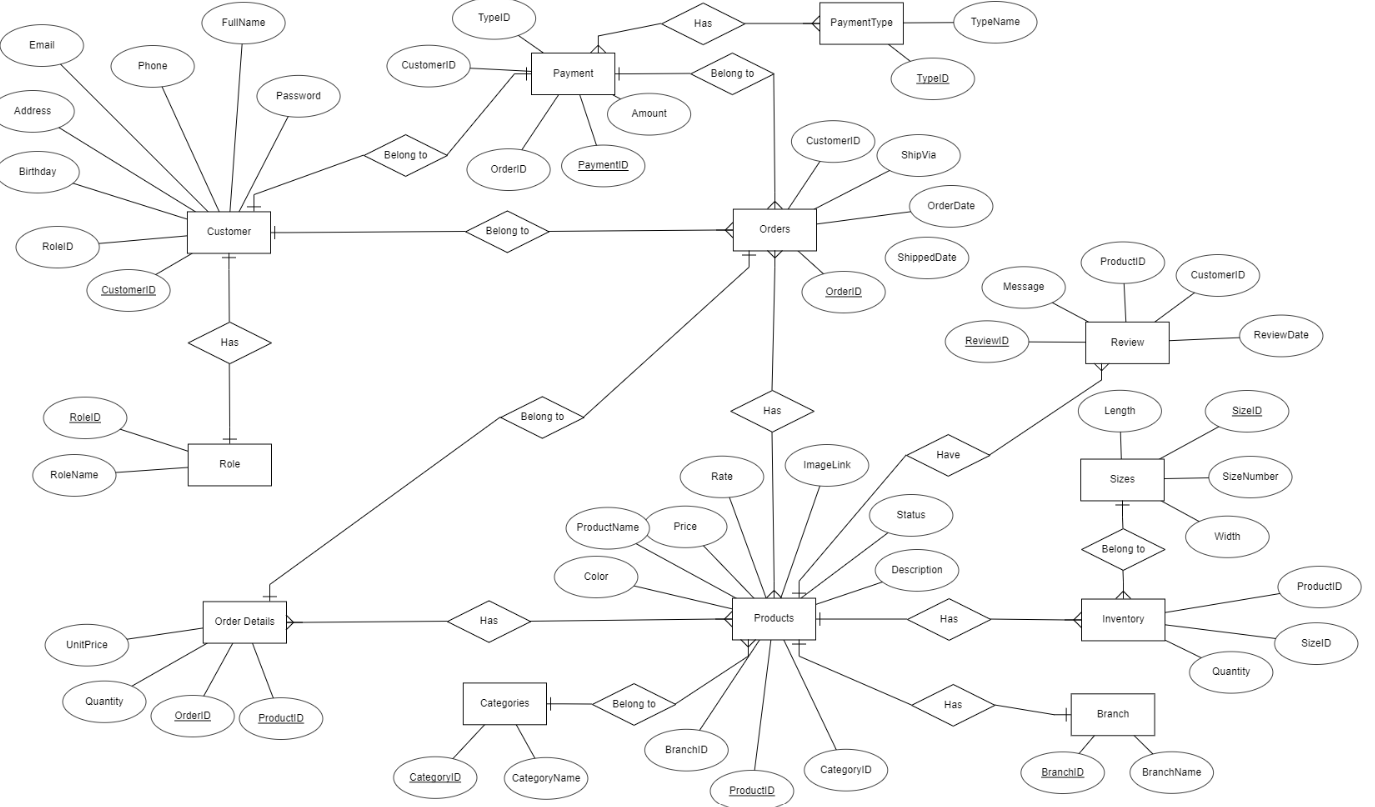 FullName
TypeID
Has
PaymentType
TypeName
Email
Phone
CustomerID
Payment
Belong to
TypeID
Password
Address
Amount
Belong to
OrderID
PaymentID
CustomerID
ShipVia
Birthday
OrderDate
Customer
Belong to
Orders
RoleID
ShippedDate
CustomerID
OrderID
ProductID
CustomerID
Message
Has
ReviewID
Review
ReviewDate
RoleID
Belong to
Has
Length
SizeID
RoleName
Role
Rate
ImageLink
Have
Sizes
SizeNumber
ProductName
Price
Status
Width
Color
Description
Belong to
ProductID
Order Details
Has
Products
Has
Inventory
UnitPrice
SizeID
Quantity
Quantity
OrderID
ProductID
Categories
Belong to
Has
Branch
BranchID
CategoryID
CategoryID
CategoryName
ProductID
BranchID
BranchName